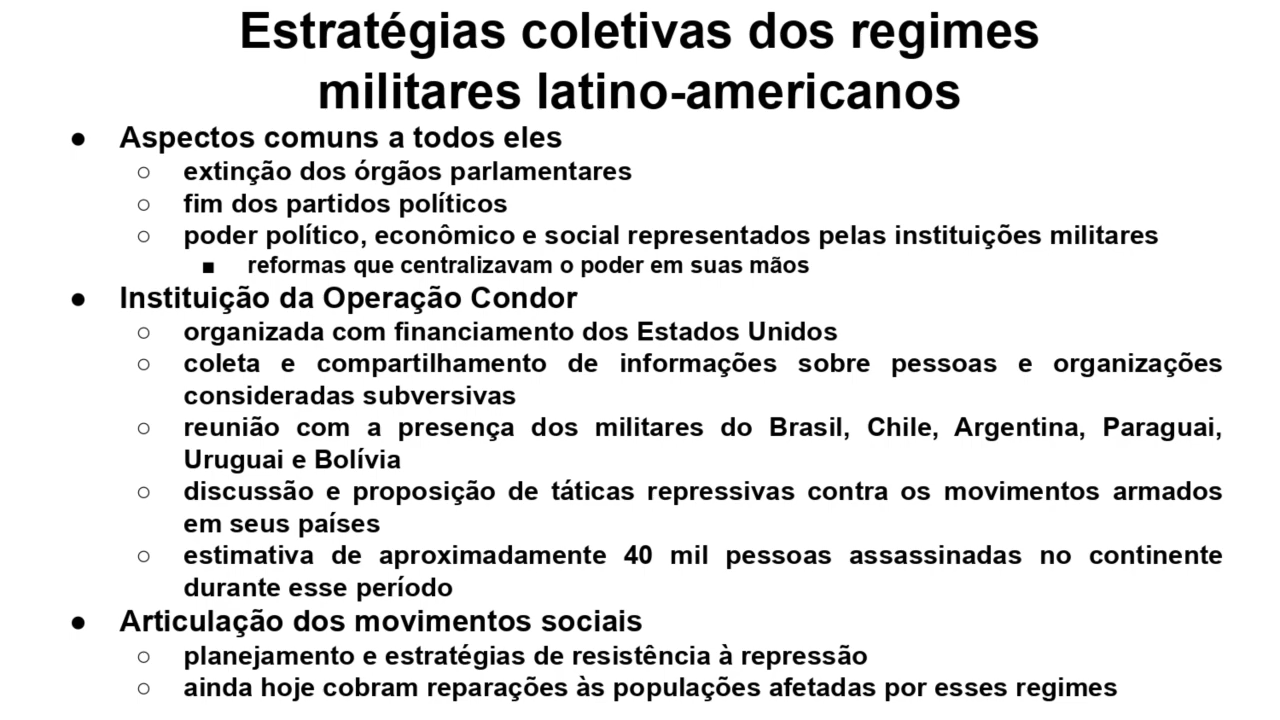 Estratégias coletivas dos regimes
militares latino-americanos
● Aspectos comuns a todos eles
○ extinção dos órgãos parlamentares
○ fim dos partidos políticos
○ poder político, econômico e social representados pelas instituições militares
■ reformas que centralizavam o poder em suas mãos
● Instituição da Operação Condor
○ organizada com financiamento dos Estados Unidos
○ coleta e compartilhamento de informações sobre pessoas e organizações
consideradas subversivas
○ reunião com a presença dos militares do Brasil, Chile, Argentina, Paraguai,
Uruguai e Bolívia
○ discussão e proposição de táticas repressivas contra os movimentos armados
em seus países
○ estimativa de aproximadamente 40 mil pessoas assassinadas no continente
durante esse período
● Articulação dos movimentos sociais
○ planejamento e estratégias de resistência à repressão
○ ainda hoje cobram reparações às populações afetadas por esses regimes